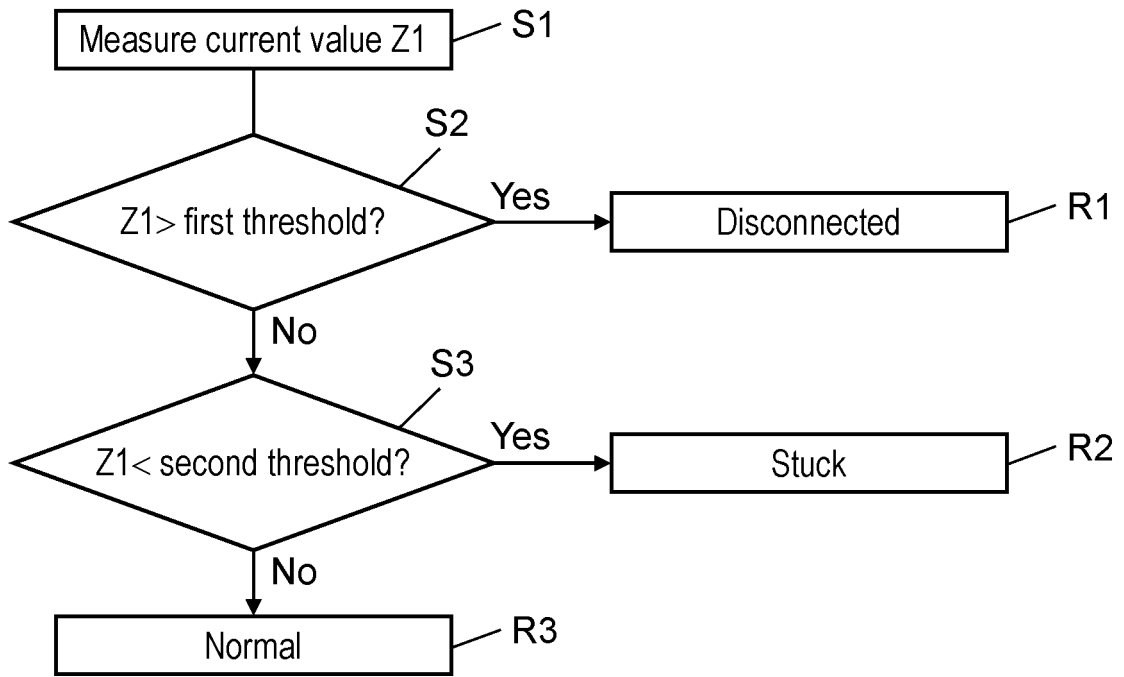 Measure current value Z1
S1
S2
Z1> first threshold?
Yes
Disconnected
R1
No
S3
Z1< second threshold?
Yes
Stuck
R2
No
Normal
R3